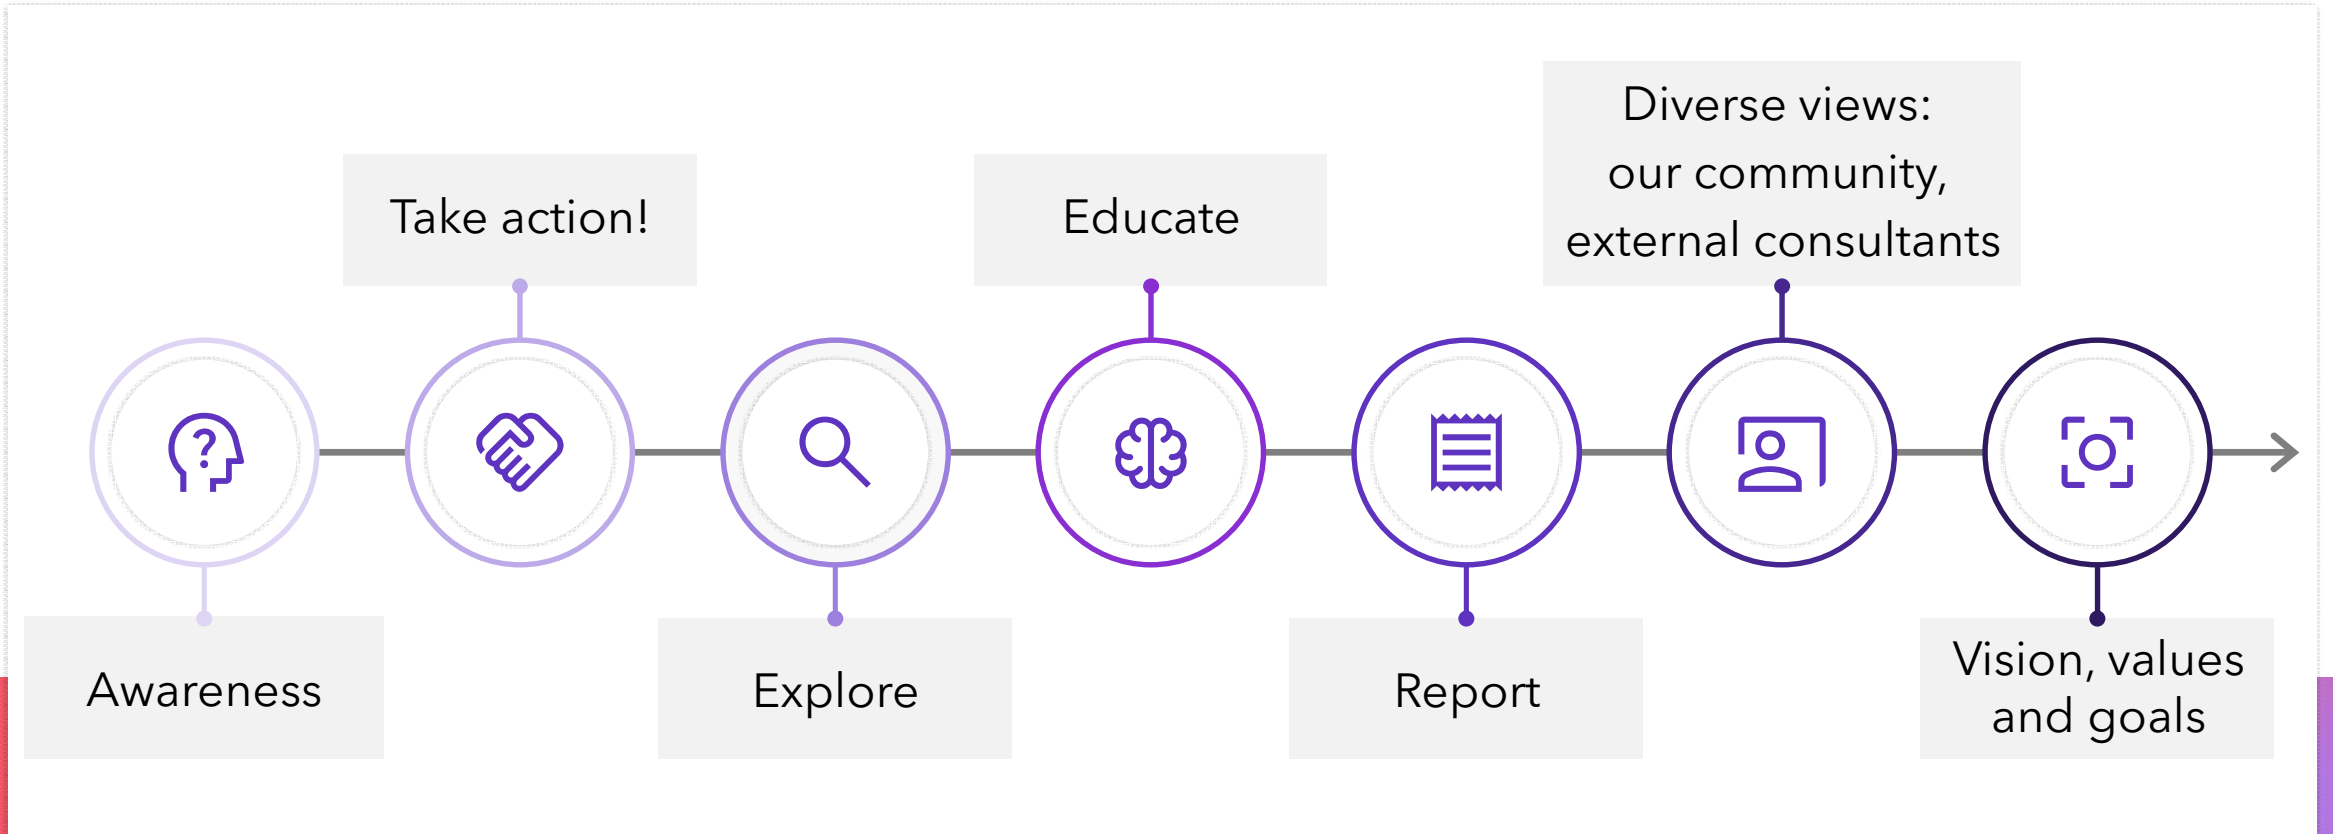 Awareness
Take action!
Explore
Educate
Report
Diverse views:
our community,
external consultants
Vision, values
and goals